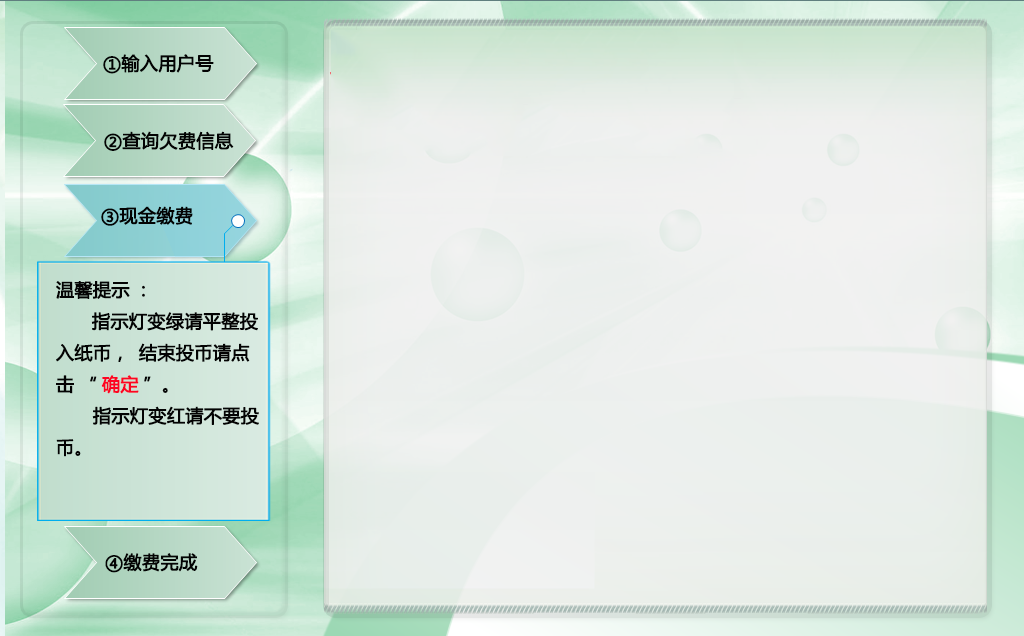 ①输入用户号
②查询欠费信息
③现金缴费
温馨提示 ：
指示灯变绿请平整投
入纸币， 结束投币请点
击 “ 确定 ” 。
指示灯变红请不要投
币。
④缴费完成